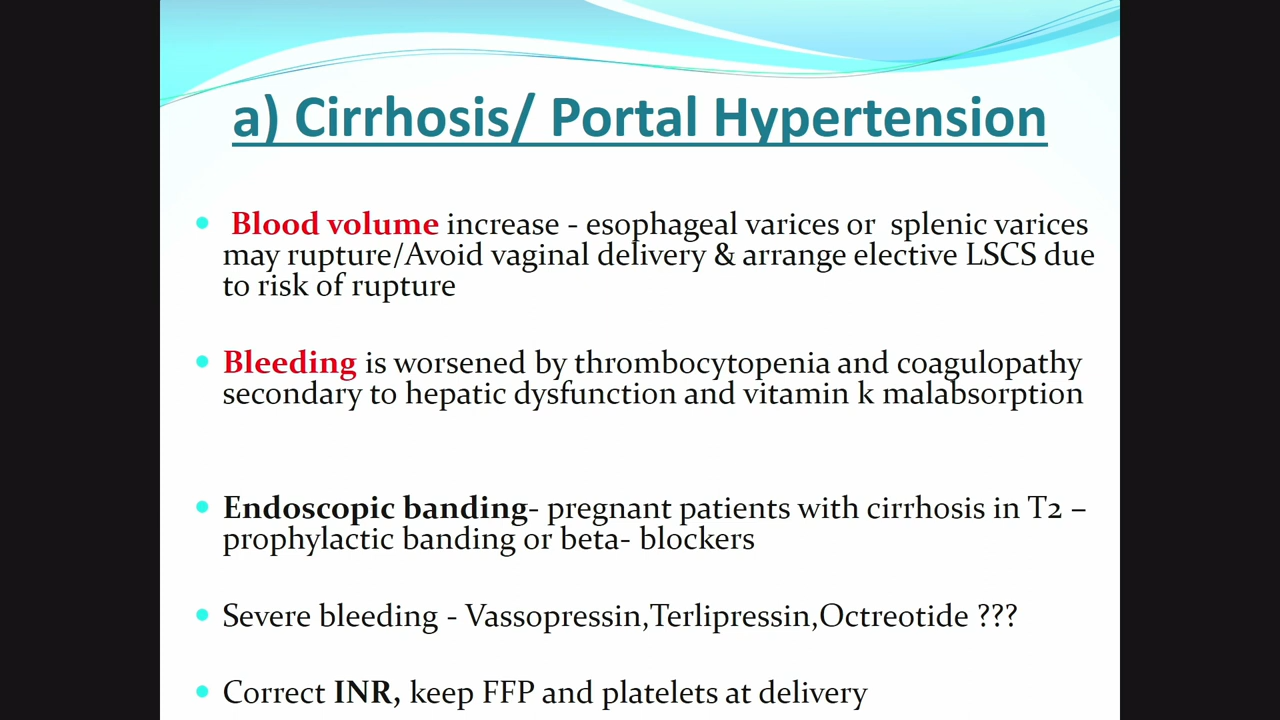 a) Cirrhosis/ Portal Hypertension
Blood volume increase - esophageal varices or splenic varices
may rupture/Avoid vaginal delivery & arrange elective LSCS due
to risk of rupture
Bleeding is worsened by thrombocytopenia and coagulopathy
secondary to hepatic dysfunction and vitamin k malabsorption
Endoscopic banding- pregnant patients with cirrhosis in T2 –
prophylactic banding or beta- blockers
Severe bleeding - Vassopressin,Terlipressin,Octreotide ???
Correct INR, keep FFP and platelets at delivery